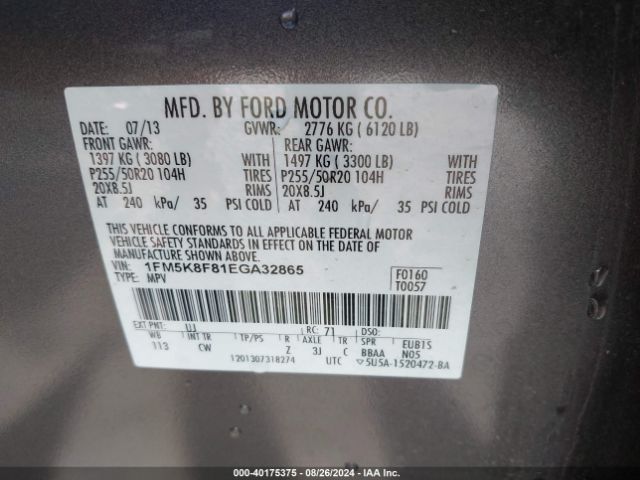 MFD. BY FORD MOTOR CO.
DATE: 07/13 GVWR: 2776 KG ( 6120 LB)
FRONT GAWR: REAR GAWR:
1397 KG ( 3080 LB) WITH 1497 KG ( 3300 LB) WITH
P255/50R20 104H TIRES P255/50R20 104H TIRES
20X8.5J RIMS 20X8.5J RIMS
AT 240 kPa/ 35 PSI COLD AT 240 kPa/ 35 PSI COLD
THIS VEHICLE CONFORMS TO ALL APPLICABLE FEDERAL MOTOR
VEHICLE SAFETY STANDARDS IN EFFECT ON THE DATE OF
MANUFACTURE SHOWN ABOVE.
VIN: 1FM5K8F81EGA32865 F0160
TYPE: MPV T0057
EXT PNT: UJ RC: 71 DSO:
WB INT TR TP/PS R AXLE TR SPR EUB1S
113 CW Z 3J C BBAA N05
1201307318274 UTC ▽5U5A-1520472-BA
000-40175375 - 08/26/2024 - IAA Inc.